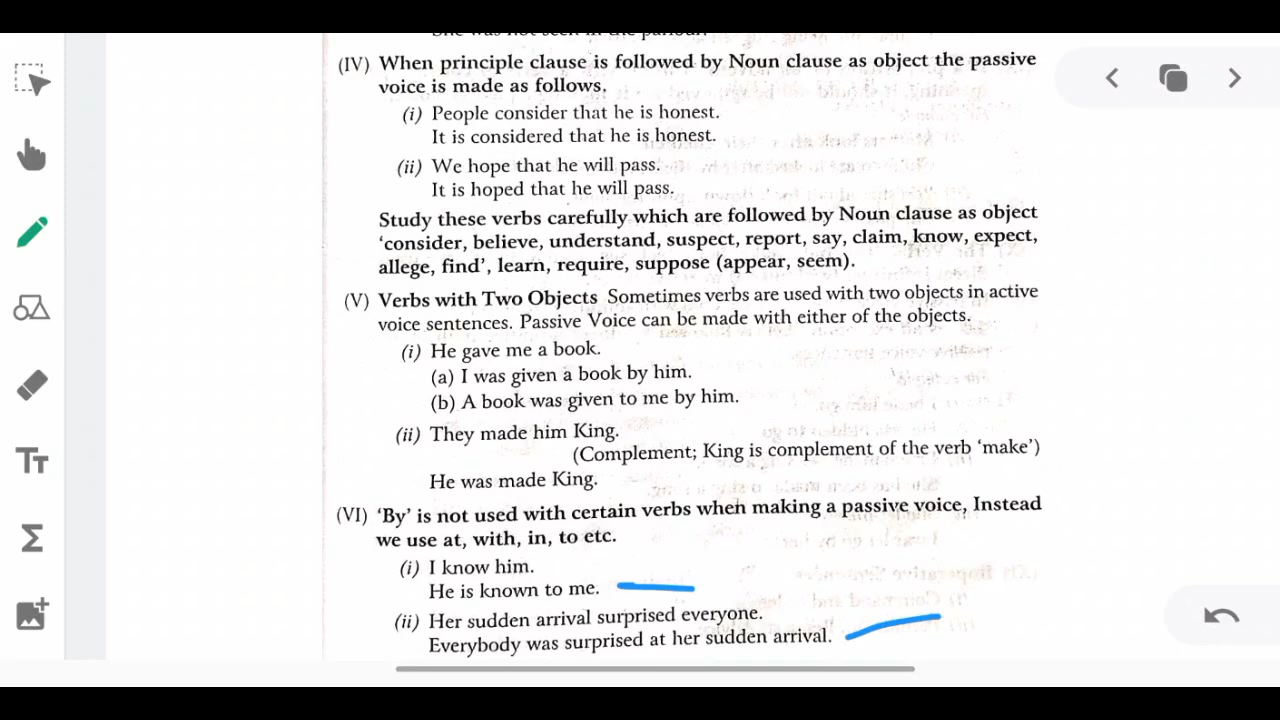 She was not seen in the parlour.
(IV) When principle clause is followed by Noun clause as object the passive
voice is made as follows.
(i) People consider that he is honest.
It is considered that he is honest.
(ii) We hope that he will pass.
It is hoped that he will pass.
Study these verbs carefully which are followed by Noun clause as object
‘consider, believe, understand, suspect, report, say, claim, know, expect,
allege, find’, learn, require, suppose (appear, seem).
(V) Verbs with Two Objects Sometimes verbs are used with two objects in active
voice sentences. Passive Voice can be made with either of the objects.
(i) He gave me a book.
(a) I was given a book by him.
(b) A book was given to me by him.
(ii) They made him King.
(Complement; King is complement of the verb ‘make’)
He was made King.
(VI) ‘By’ is not used with certain verbs when making a passive voice, Instead
we use at, with, in, to etc.
(i) I know him.
He is known to me.
(ii) Her sudden arrival surprised everyone.
Everybody was surprised at her sudden arrival.
TT
Σ